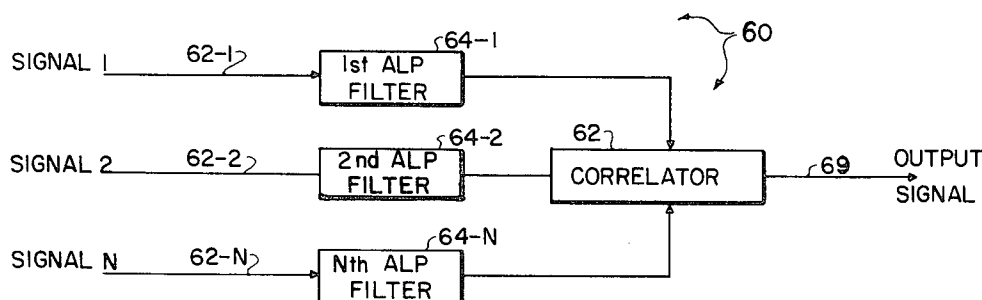 60
62-1
64-1
SIGNAL 1
1st ALP
FILTER
62-2
64-2
62
69
SIGNAL 2
2nd ALP
FILTER
CORRELATOR
OUTPUT
SIGNAL
62-N
64-N
SIGNAL N
Nth ALP
FILTER